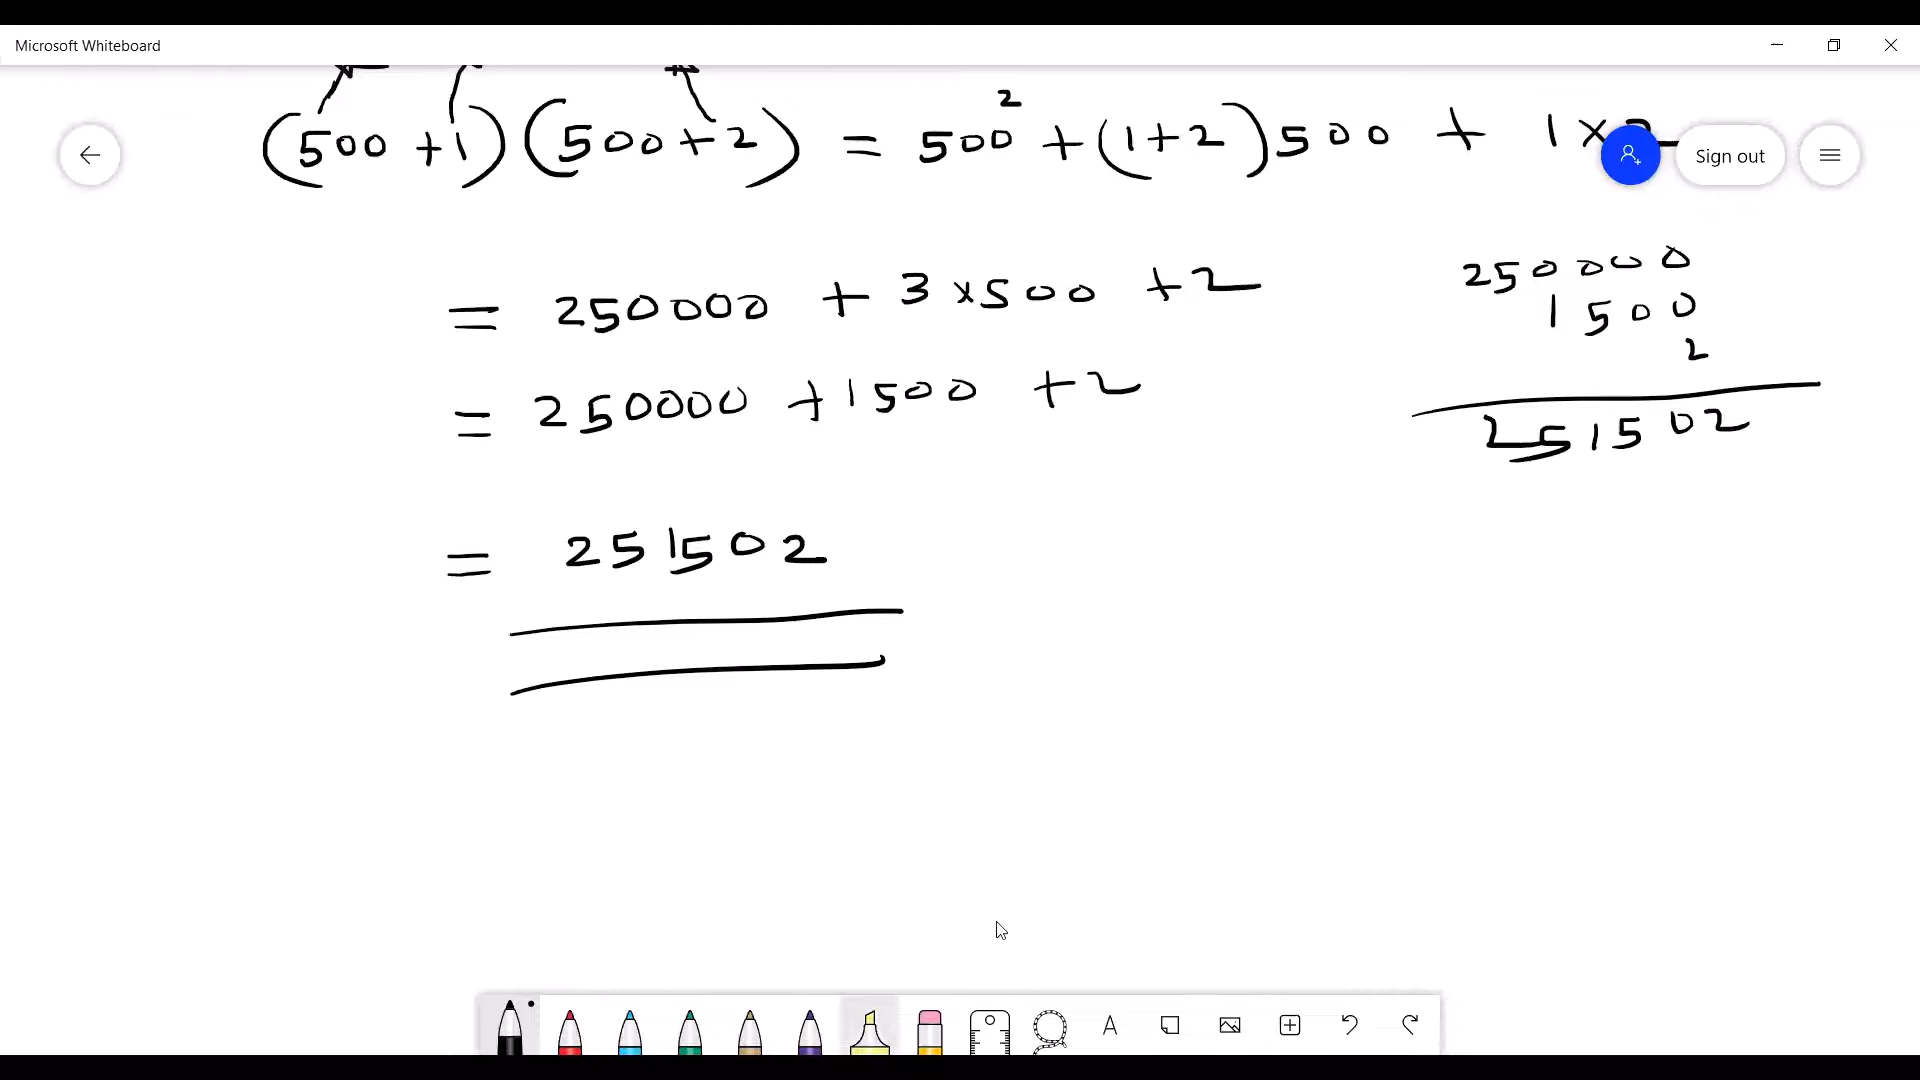 Microsoft Whiteboard
(500 + 1) (500 + 2) = 500² + (1 + 2) 500 + 1 × 2
Sign out
= 250000 + 3 × 500 + 2
= 250000 + 1500 + 2
= 251502
250000
1500
2
251502
A